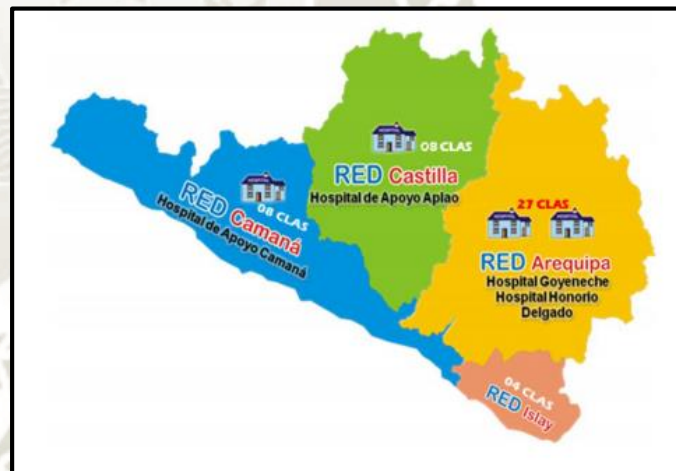 08 CLAS
RED Castilla
Hospital de Apoyo Aplao
08 CLAS
RED Camaná
Hospital de Apoyo Camaná
27 CLAS
RED Arequipa
Hospital Goyeneche
Hospital Honorio
Delgado
04 CLAS
RED Islay